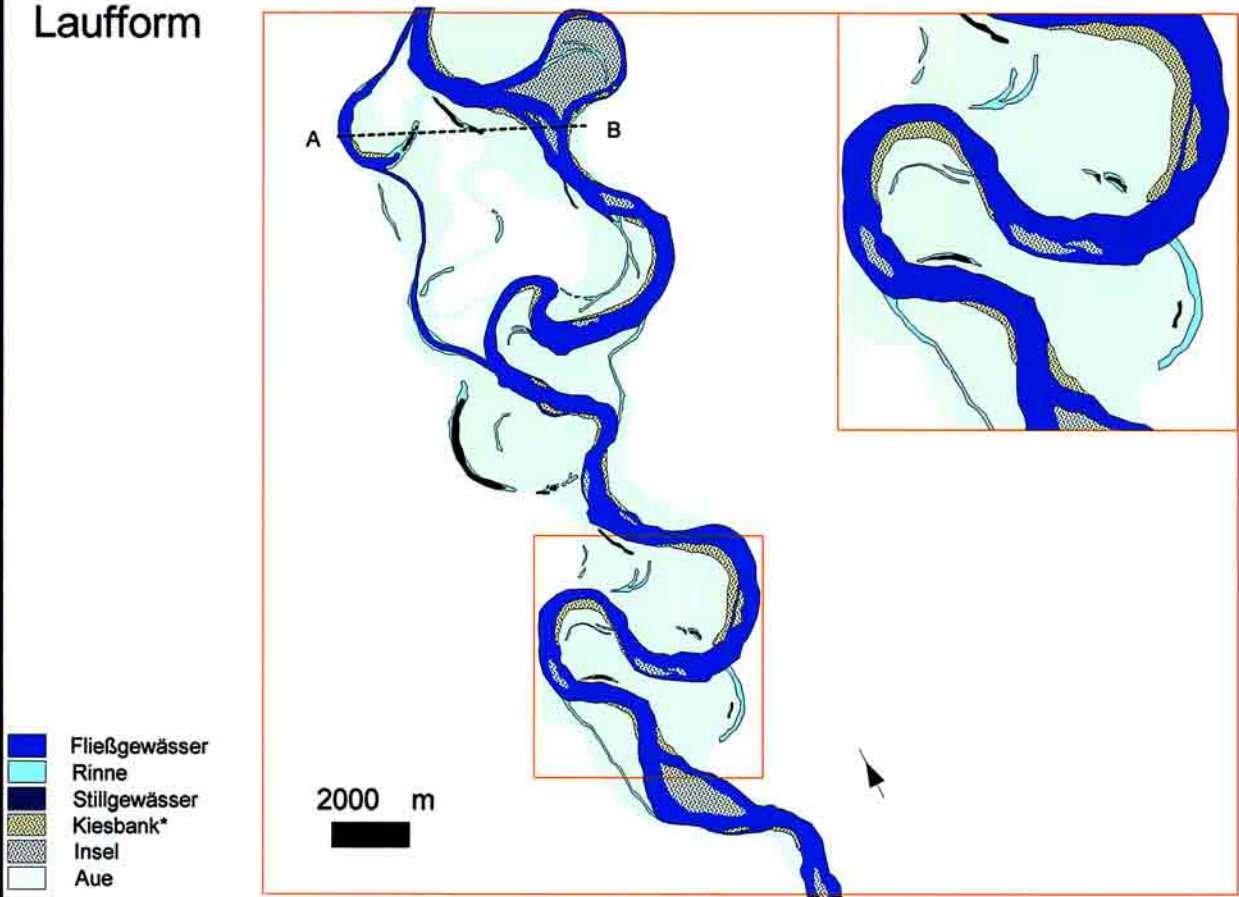 Laufform
A
B
2000 m
Fließgewässer
Rinne
Stillgewässer
Kiesbank*
Insel
Aue